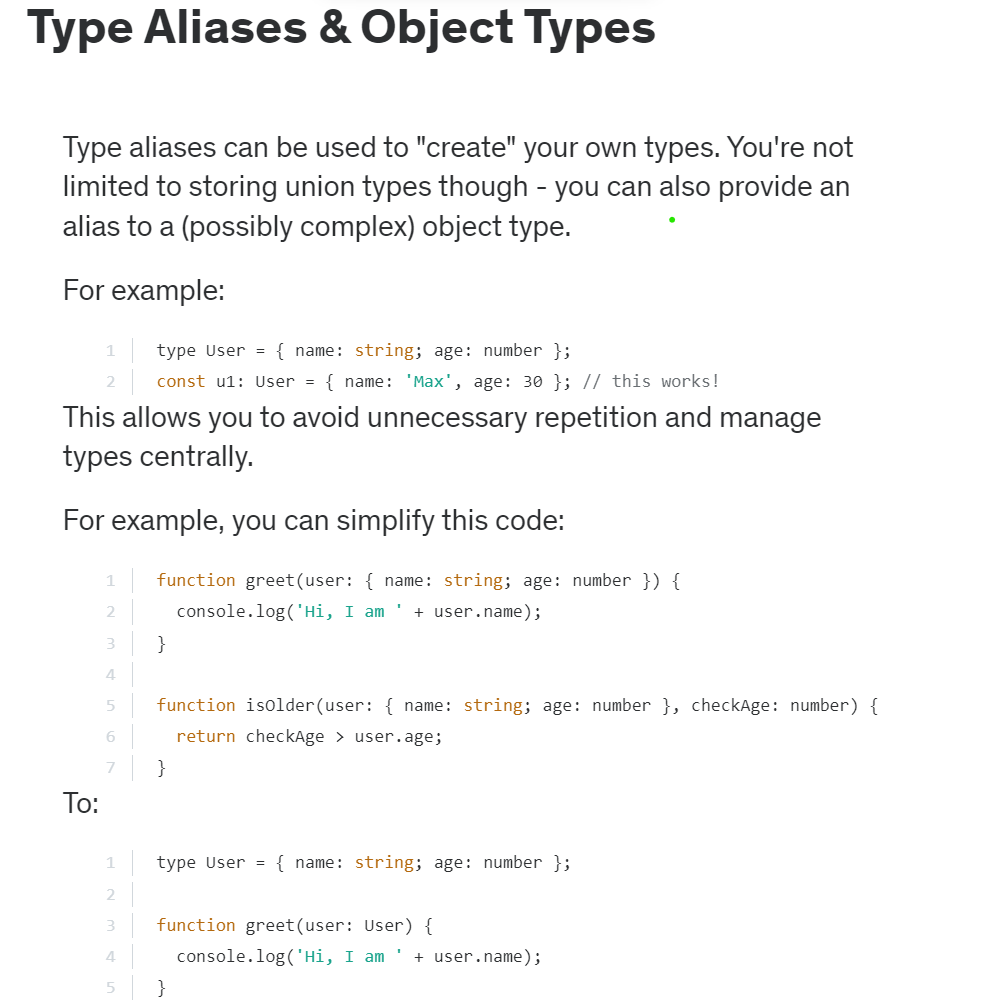 Type Aliases & Object Types
Type aliases can be used to "create" your own types. You're not
limited to storing union types though - you can also provide an
alias to a (possibly complex) object type.
For example:
1 type User = { name: string; age: number };
2 const u1: User = { name: 'Max', age: 30 }; // this works!
This allows you to avoid unnecessary repetition and manage
types centrally.
For example, you can simplify this code:
1 function greet(user: { name: string; age: number }) {
2 console.log('Hi, I am ' + user.name);
3 }
4
5 function isOlder(user: { name: string; age: number }, checkAge: number) {
6 return checkAge > user.age;
7 }
To:
1 type User = { name: string; age: number };
2
3 function greet(user: User) {
4 console.log('Hi, I am ' + user.name);
5 }